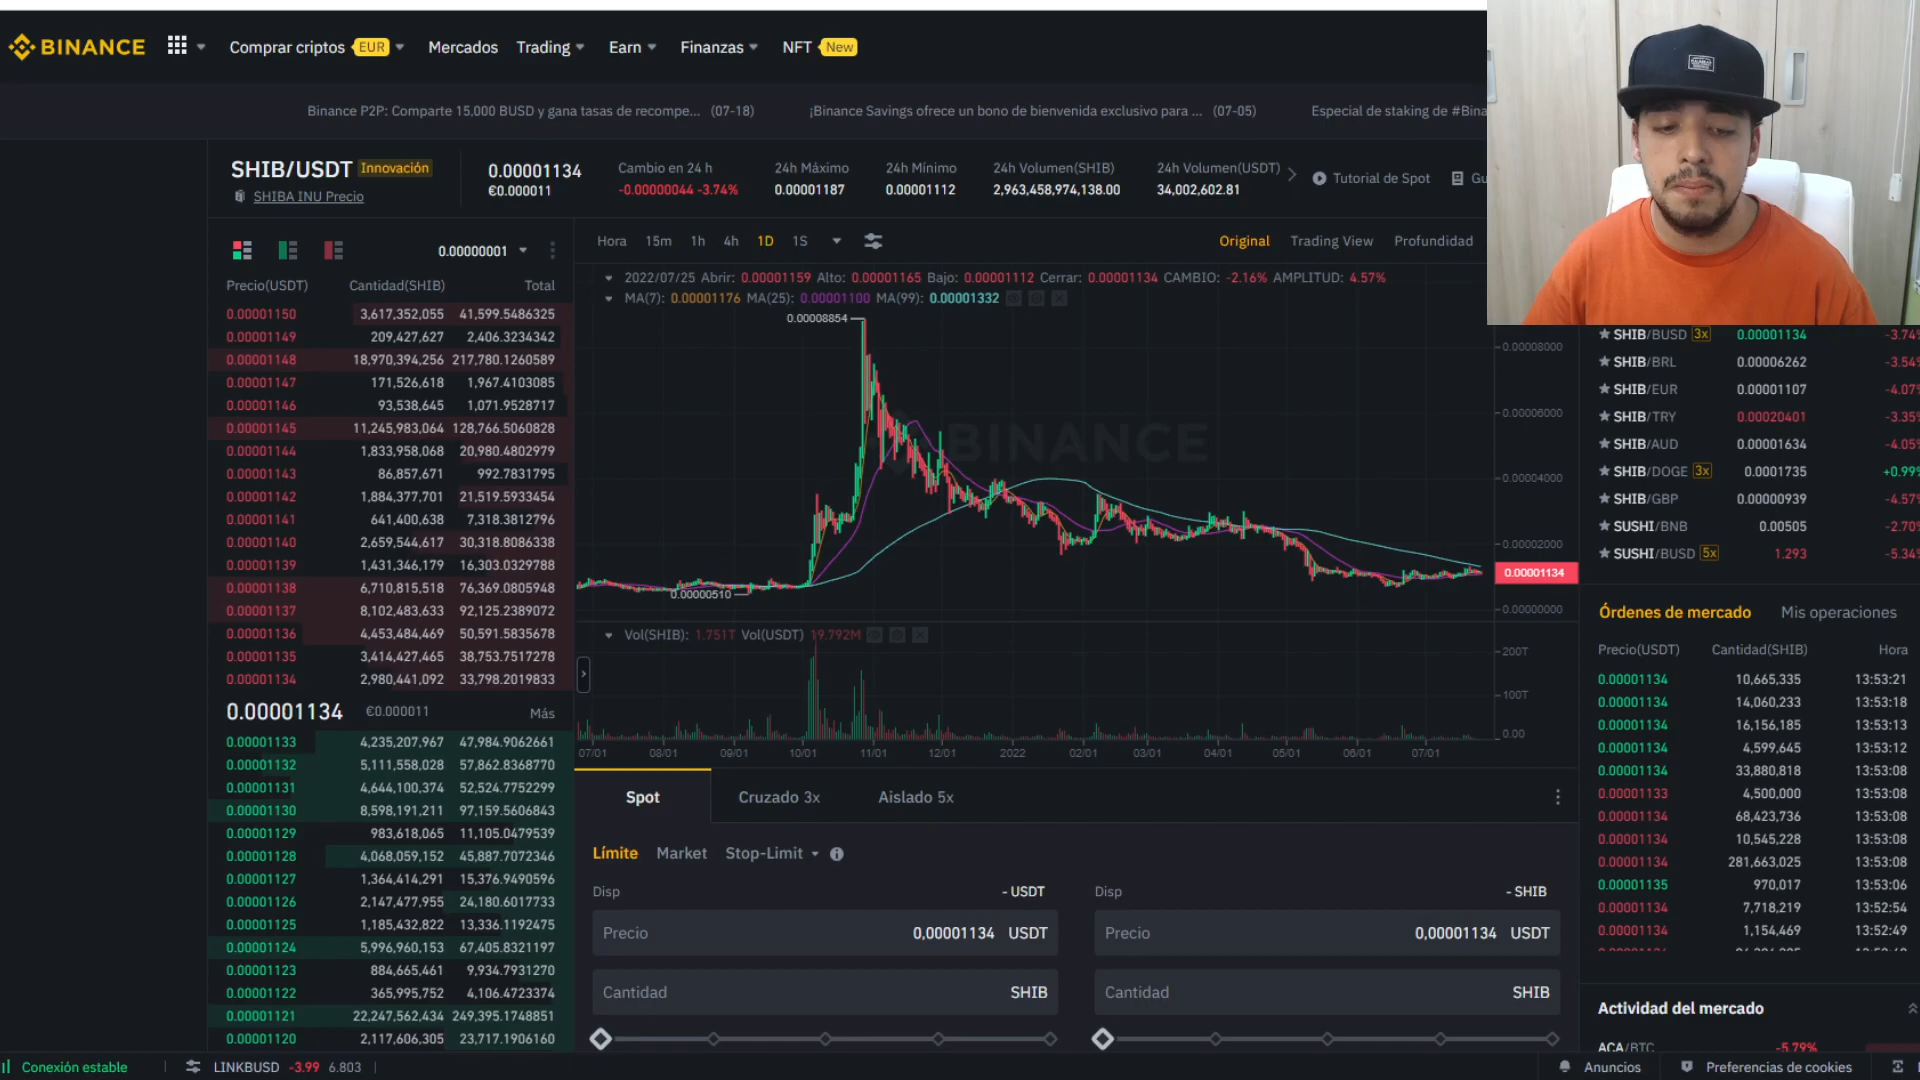 BINANCE
Comprar criptos EUR Mercados Trading Earn Finanzas NFT New
Binance P2P: Comparte 15,000 BUSD y gana tasas de recompe... (07-18) ¡Binance Savings ofrece un bono de bienvenida exclusivo para ... (07-05) Especial de staking de #Bina
SHIB/USDT Innovación
SHIBA INU Precio
0.00001134
€0.000011
Cambio en 24 h
-0.00000044 -3.74%
24h Máximo
0.00001187
24h Mínimo
0.00001112
24h Volumen(SHIB)
2,963,458,974,138.00
24h Volumen(USDT)
34,002,602.81
Tutorial de Spot
Gu
0.00000001
Precio(USDT) Cantidad(SHIB) Total
0.00001150 3,617,352,055 41,599.5486325
0.00001149 209,427,627 2,406.3234342
0.00001148 18,970,394,256 217,780.1260589
0.00001147 171,526,618 1,967.4103085
0.00001146 93,538,645 1,071.9528717
0.00001145 11,245,983,064 128,766.5060828
0.00001144 1,833,958,068 20,980.4802979
0.00001143 86,857,671 992.7831795
0.00001142 1,884,377,701 21,519.5933454
0.00001141 641,400,638 7,318.3812796
0.00001140 2,659,544,617 30,318.8086338
0.00001139 1,431,346,179 16,303.0329788
0.00001138 6,710,815,518 76,369.0805948
0.00001137 8,102,483,633 92,125.2389072
0.00001136 4,453,484,469 50,591.5835678
0.00001135 3,414,427,465 38,753.7517278
0.00001134 2,980,441,092 33,798.2019833
0.00001134 €0.000011 Más
0.00001133 4,235,207,967 47,984.9062661
0.00001132 5,111,558,028 57,862.8368770
0.00001131 4,644,100,374 52,524.7752299
0.00001130 8,598,191,211 97,159.5606843
0.00001129 983,618,065 11,105.0479539
0.00001128 4,068,059,152 45,887.7072346
0.00001127 1,364,414,291 15,376.9490596
0.00001126 2,147,477,955 24,180.6017733
0.00001125 1,185,432,822 13,336.1192475
0.00001124 5,996,960,153 67,405.8321197
0.00001123 884,665,461 9,934.7931270
0.00001122 365,995,752 4,106.4723374
0.00001121 22,247,562,434 249,395.1748851
0.00001120 2,117,606,305 23,717.1906160
Hora 15m 1h 4h 1D 1S Original Trading View Profundidad
2022/07/25 Abrir: 0.00001159 Alto: 0.00001165 Bajo: 0.00001112 Cerrar: 0.00001134 CAMBIO: -2.16% AMPLITUD: 4.57%
MA(7): 0.00001176 MA(25): 0.00001100 MA(99): 0.00001332
0.00008854
0.00008000
0.00006000
BINANCE
0.00004000
0.00002000
0.00001134
0.00000510
0.00000000
Vol(SHIB): 1.751T Vol(USDT) 19.792M
200T
100T
0.00
07/01 08/01 09/01 10/01 11/01 12/01 2022 02/01 03/01 04/01 05/01 06/01 07/01
Spot Cruzado 3x Aislado 5x
Límite Market Stop-Limit
Disp - USDT Disp - SHIB
Precio 0,00001134 USDT Precio 0,00001134 USDT
Cantidad SHIB Cantidad SHIB
SHIB/BUSD 3x 0.00001134 -3.74%
SHIB/BRL 0.00006262 -3.54%
SHIB/EUR 0.00001107 -4.07%
SHIB/TRY 0.00020401 -3.35%
SHIB/AUD 0.00001634 -4.05%
SHIB/DOGE 3x 0.0001735 +0.99%
SHIB/GBP 0.00000939 -4.57%
SUSHI/BNB 0.00505 -2.70%
SUSHI/BUSD 5x 1.293 -5.34%
Órdenes de mercado Mis operaciones
Precio(USDT) Cantidad(SHIB) Hora
0.00001134 10,665,335 13:53:21
0.00001134 14,060,233 13:53:18
0.00001134 16,156,185 13:53:13
0.00001134 4,599,645 13:53:12
0.00001134 33,880,818 13:53:08
0.00001133 4,500,000 13:53:08
0.00001134 68,423,736 13:53:08
0.00001134 10,545,228 13:53:08
0.00001134 281,663,025 13:53:08
0.00001135 970,017 13:53:06
0.00001134 7,718,219 13:52:54
0.00001134 1,154,469 13:52:49
Actividad del mercado
ACA/BTC -5.79%
Conexión estable LINKBUSD -3.99 6.803 Anuncios Preferencias de cookies